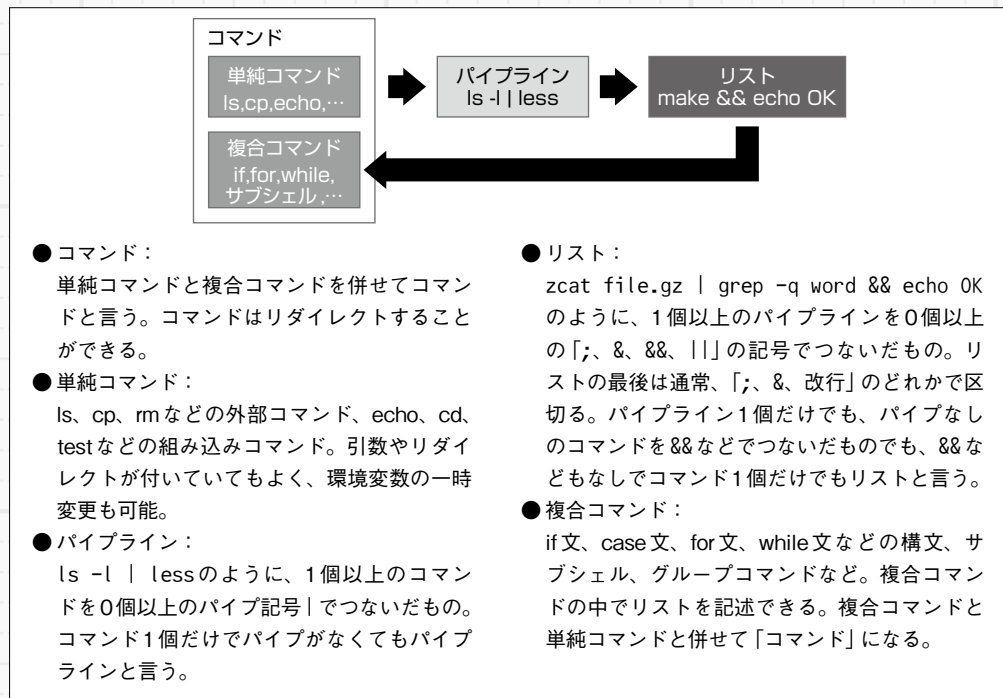 コマンド
単純コマンド
ls,cp,echo,…
複合コマンド
if,for,while,
サブシェル,…
パイプライン
ls -l | less
リスト
make && echo OK
●コマンド：
単純コマンドと複合コマンドを併せてコマン
ドと言う。コマンドはリダイレクトすること
ができる。
●単純コマンド：
ls、cp、rmなどの外部コマンド、echo、cd、
testなどの組み込みコマンド。引数やリダイ
レクトが付いていてもよく、環境変数の一時
変更も可能。
●パイプライン：
ls -l | lessのように、1個以上のコマン
ドを0個以上のパイプ記号|でつないだもの。
コマンド1個だけでパイプがなくてもパイプ
ラインと言う。
●リスト：
zcat file.gz | grep -q word && echo OK
のように、1個以上のパイプラインを0個以上
の「;、&、&&、||」の記号でつないだもの。リ
ストの最後は通常、「;、&、改行」のどれかで区
切る。パイプライン1個だけでも、パイプなし
のコマンドを&&などでつないだものでも、&&な
どもなしでコマンド1個だけでもリストと言う。
●複合コマンド：
if文、case文、for文、while文などの構文、サ
ブシェル、グループコマンドなど。複合コマン
ドの中でリストを記述できる。複合コマンドと
単純コマンドと併せて「コマンド」になる。